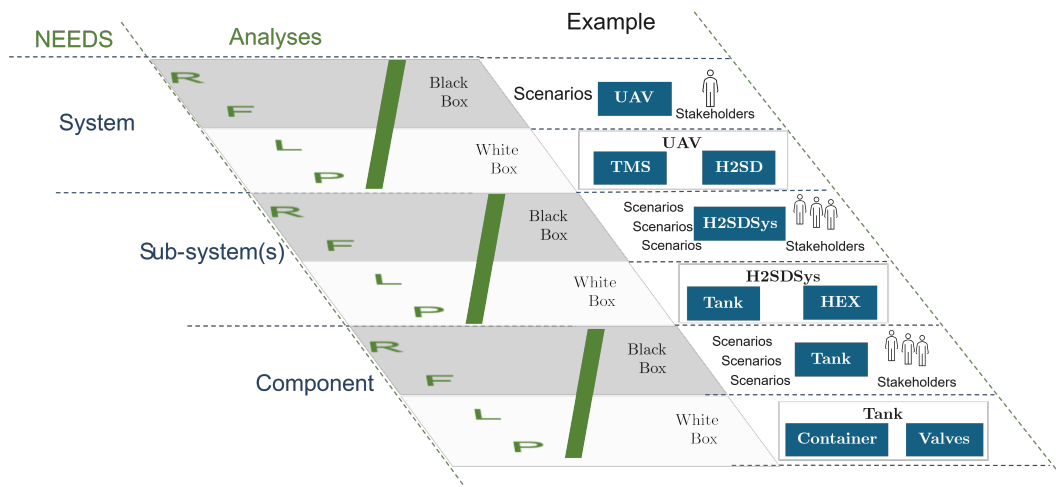 Example
NEEDS
Analyses
R
F
Black
Box
Scenarios
UAV
Stakeholders
System
L
P
White
Box
UAV
TMS
H2SD
R
F
Black
Box
Scenarios
Scenarios
Scenarios
H2SDSys
Stakeholders
Sub-system(s)
L
P
White
Box
H2SDSys
Tank
HEX
R
F
Black
Box
Scenarios
Scenarios
Scenarios
Tank
Stakeholders
Component
L
P
White
Box
Tank
Container
Valves